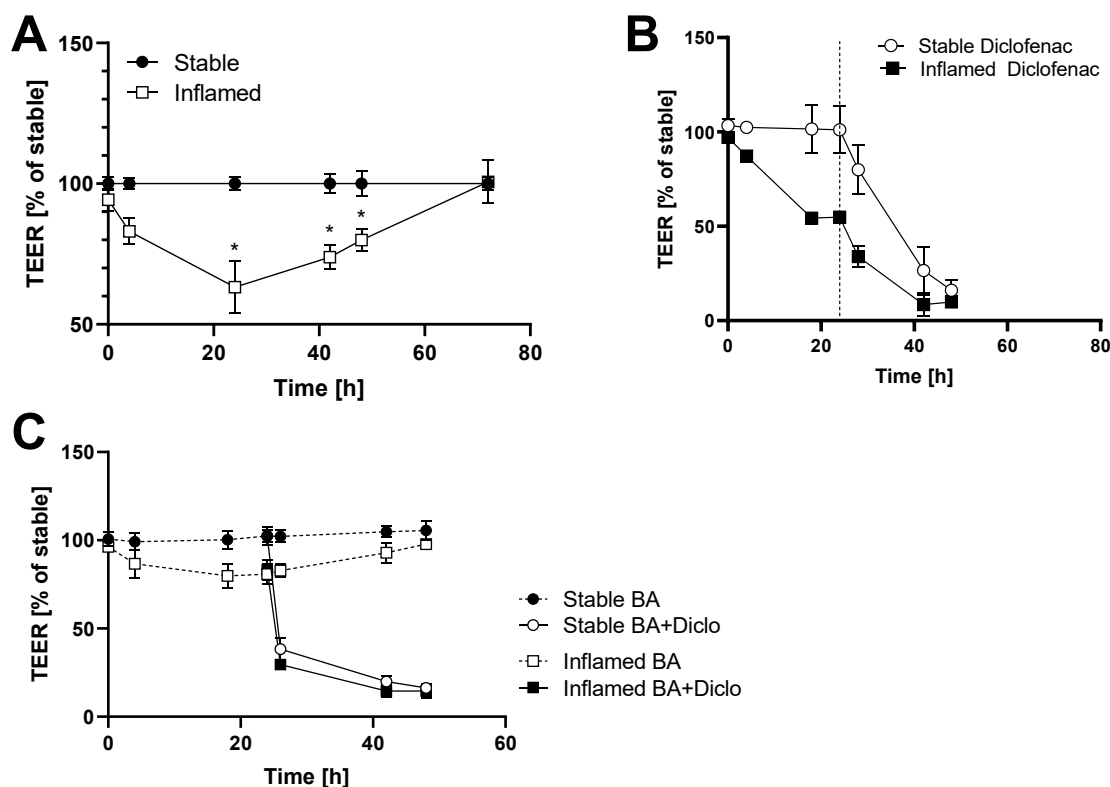 A
150
100
50
TEER [% of stable]
Stable
Inflamed
*
*
*
0
20
40
60
80
Time [h]
B
150
100
50
0
TEER [% of stable]
Stable Diclofenac
Inflamed Diclofenac
0
20
40
60
80
Time [h]
C
150
100
50
0
TEER [% of stable]
0
20
40
60
Time [h]
Stable BA
Stable BA+Diclo
Inflamed BA
Inflamed BA+Diclo